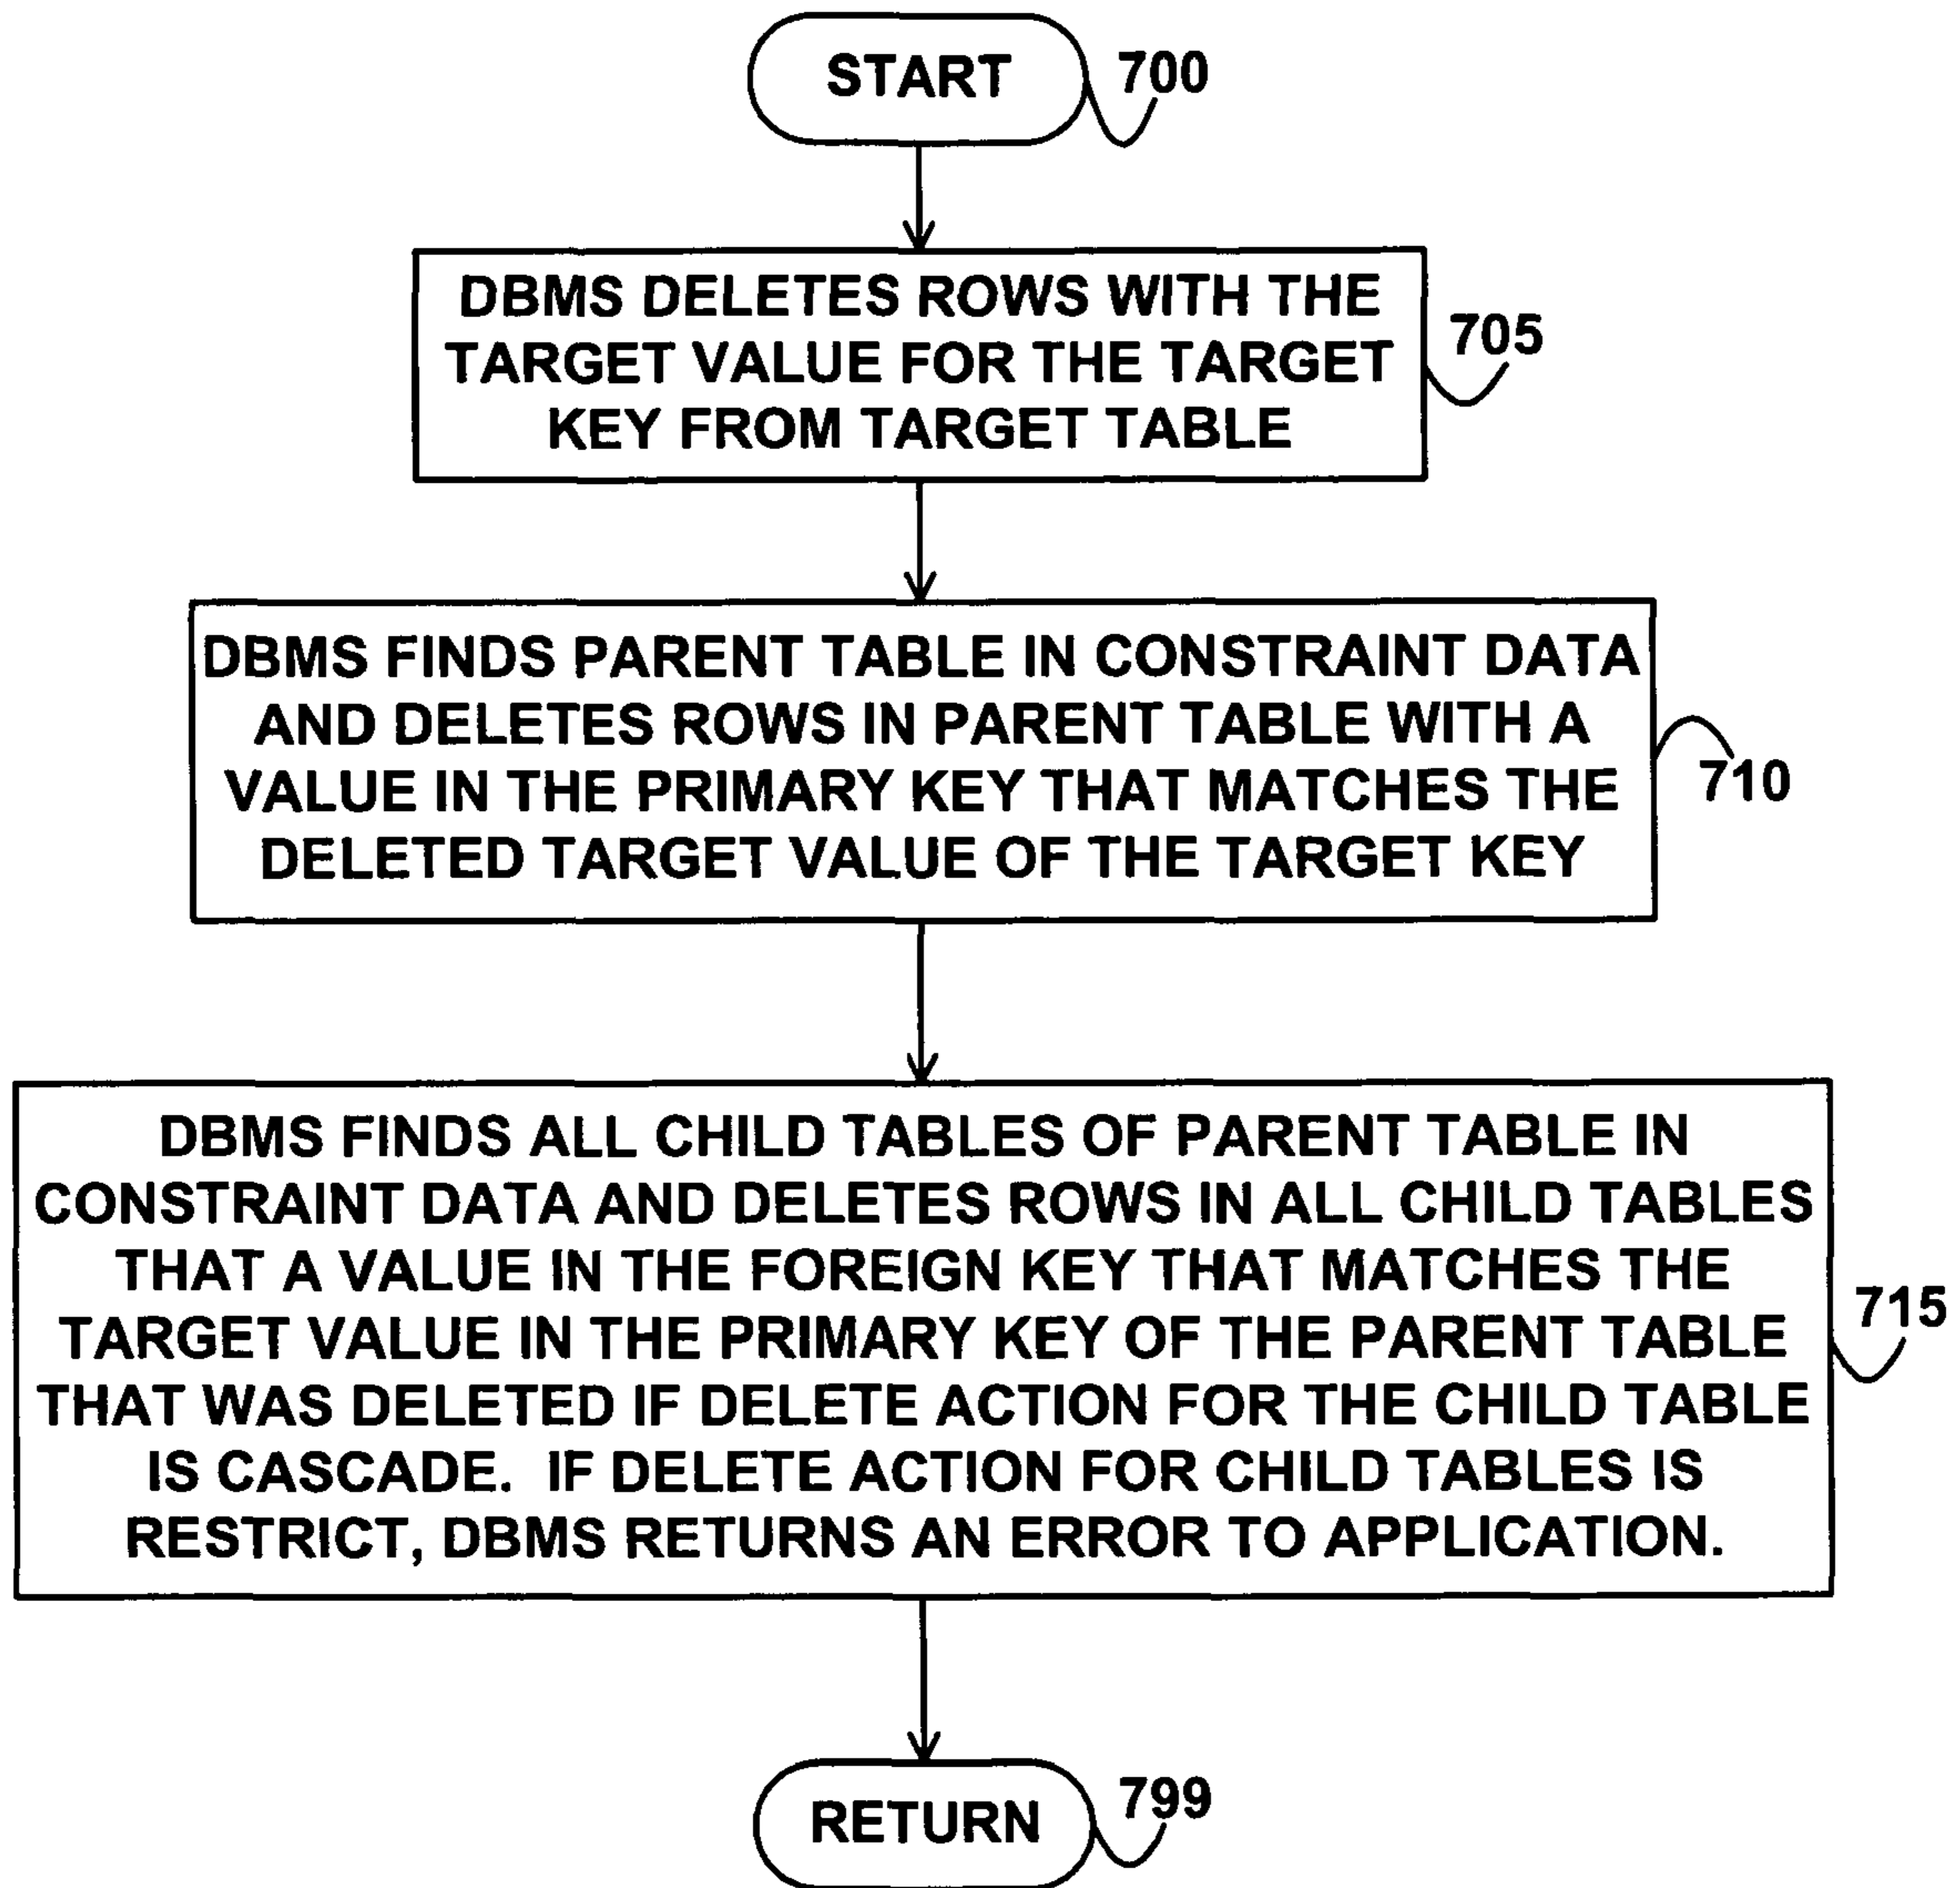 START
700
DBMS DELETES ROWS WITH THE
TARGET VALUE FOR THE TARGET
KEY FROM TARGET TABLE
705
DBMS FINDS PARENT TABLE IN CONSTRAINT DATA
AND DELETES ROWS IN PARENT TABLE WITH A
VALUE IN THE PRIMARY KEY THAT MATCHES THE
DELETED TARGET VALUE OF THE TARGET KEY
710
DBMS FINDS ALL CHILD TABLES OF PARENT TABLE IN
CONSTRAINT DATA AND DELETES ROWS IN ALL CHILD TABLES
THAT A VALUE IN THE FOREIGN KEY THAT MATCHES THE
TARGET VALUE IN THE PRIMARY KEY OF THE PARENT TABLE
THAT WAS DELETED IF DELETE ACTION FOR THE CHILD TABLE
IS CASCADE. IF DELETE ACTION FOR CHILD TABLES IS
RESTRICT, DBMS RETURNS AN ERROR TO APPLICATION.
715
RETURN
799